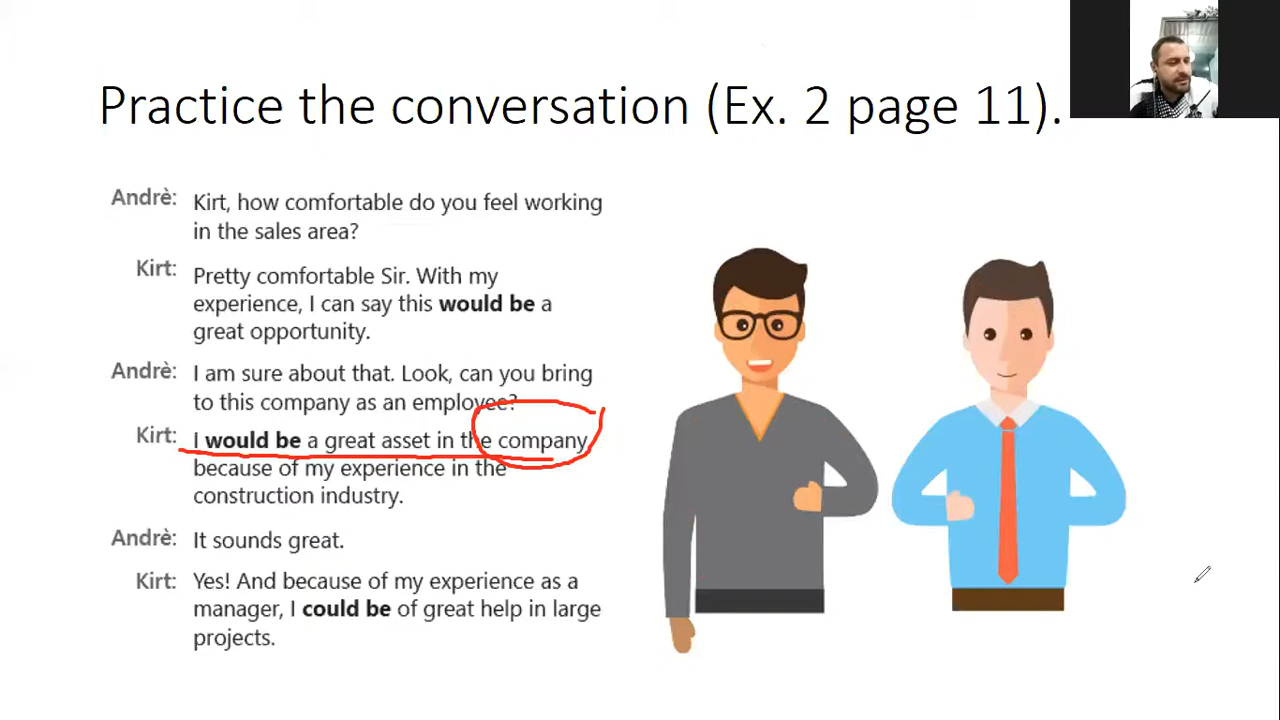 Practice the conversation (Ex. 2 page 11).
Andrè: Kirt, how comfortable do you feel working
in the sales area?
Kirt: Pretty comfortable Sir. With my
experience, I can say this would be a
great opportunity.
Andrè: I am sure about that. Look, can you bring
to this company as an employee?
Kirt: I would be a great asset in the company
because of my experience in the
construction industry.
Andrè: It sounds great.
Kirt: Yes! And because of my experience as a
manager, I could be of great help in large
projects.